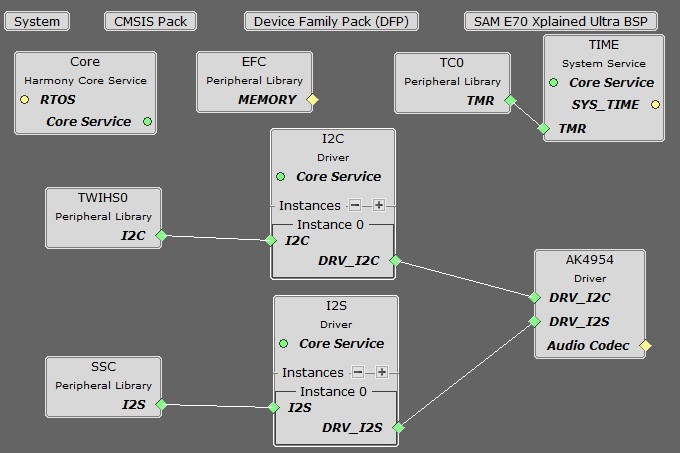 System
CMSIS Pack
Device Family Pack (DFP)
SAM E70 Xplained Ultra BSP
Core
Harmony Core Service
RTOS
Core Service
EFC
Peripheral Library
MEMORY
TC0
Peripheral Library
TMR
TIME
System Service
Core Service
SYS_TIME
TMR
I2C
Driver
Core Service
Instances
Instance 0
I2C
DRV_I2C
TWIHS0
Peripheral Library
I2C
AK4954
Driver
DRV_I2C
DRV_I2S
Audio Codec
I2S
Driver
Core Service
Instances
Instance 0
I2S
DRV_I2S
SSC
Peripheral Library
I2S